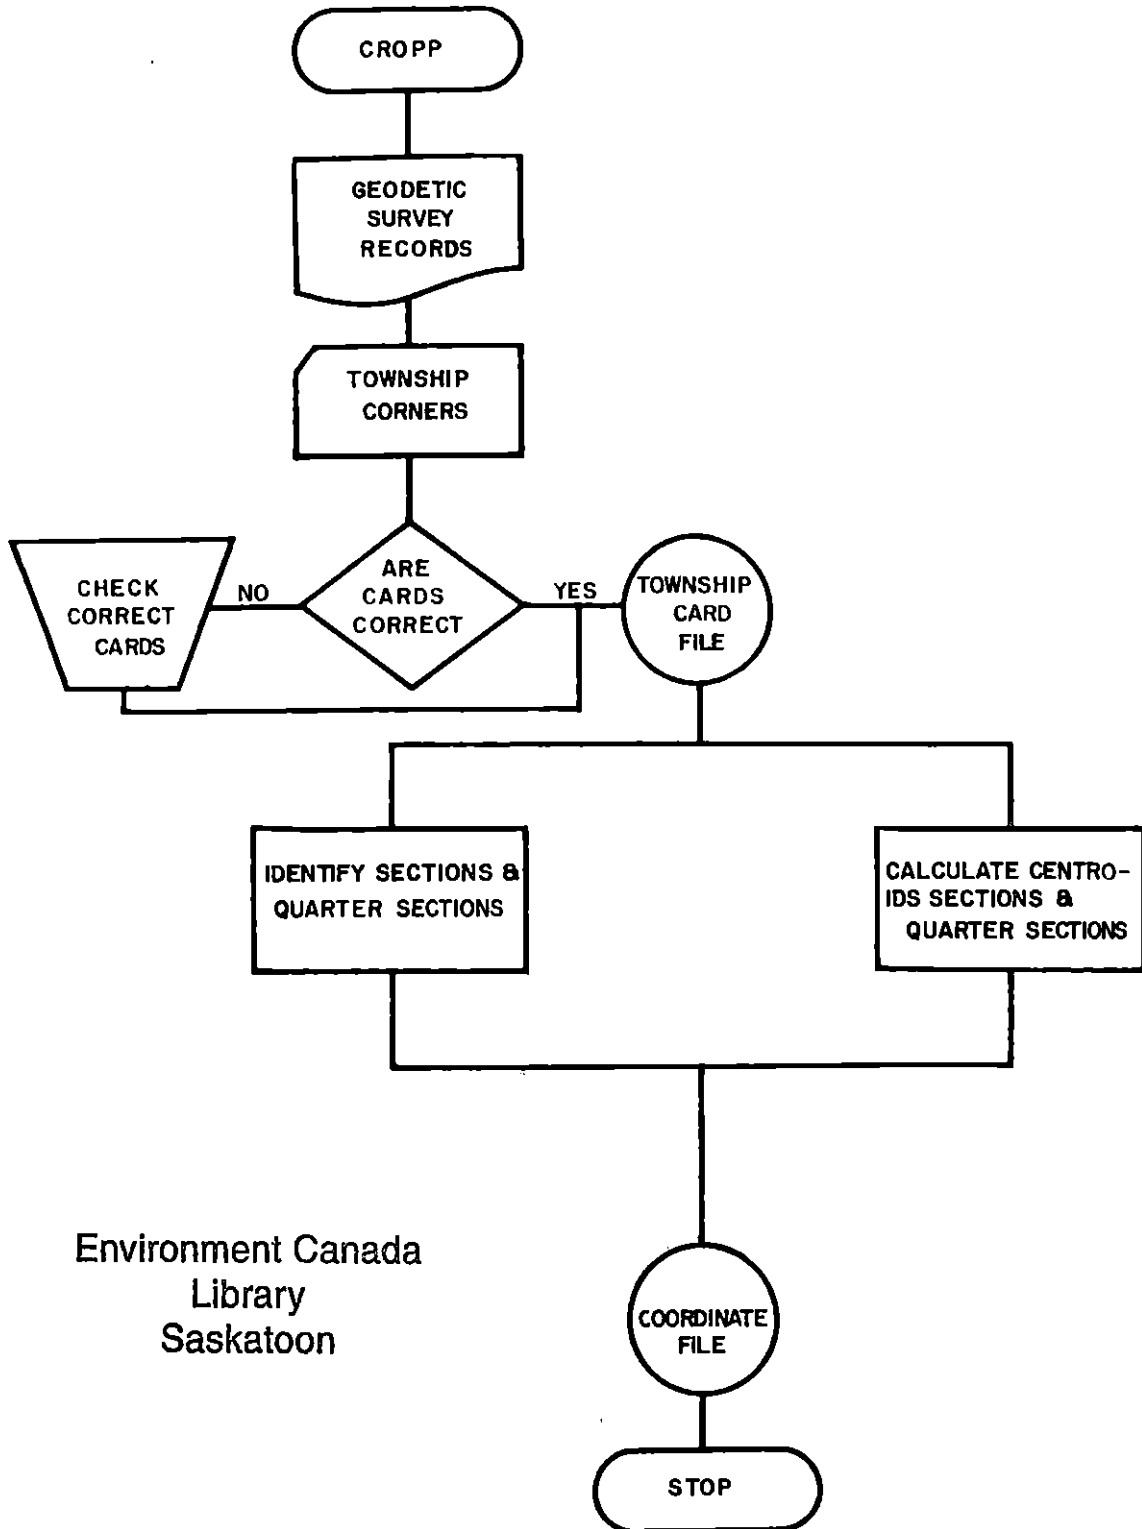 CROPP
GEODETIC
SURVEY
RECORDS
TOWNSHIP
CORNERS
ARE
CARDS
CORRECT
NO
YES
CHECK
CORRECT
CARDS
TOWNSHIP
CARD
FILE
IDENTIFY SECTIONS &
QUARTER SECTIONS
CALCULATE CENTRO-
IDS SECTIONS &
QUARTER SECTIONS
Environment Canada
Library
Saskatoon
COORDINATE
FILE
STOP